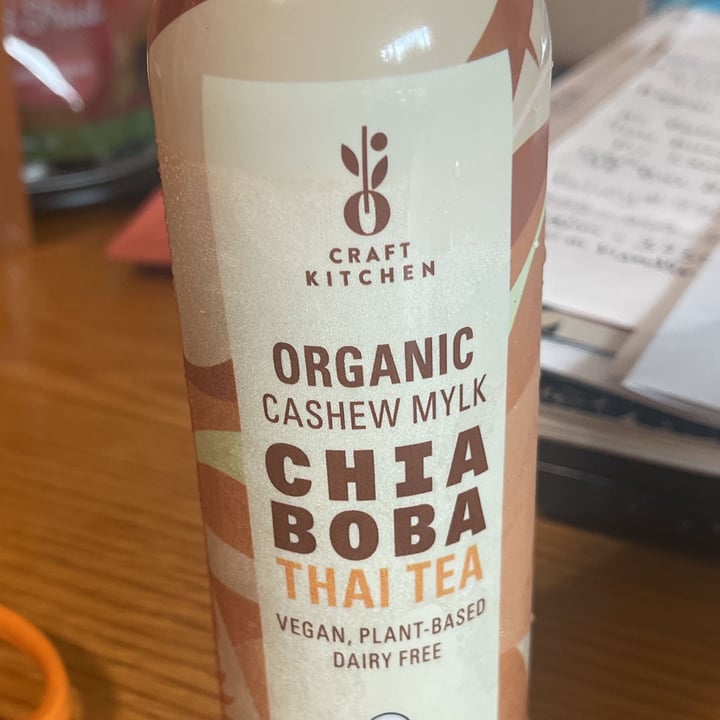 CRAFT
KITCHEN
ORGANIC
CASHEW MYLK
CHIA
BOBA
THAI TEA
VEGAN, PLANT-BASED
DAIRY FREE